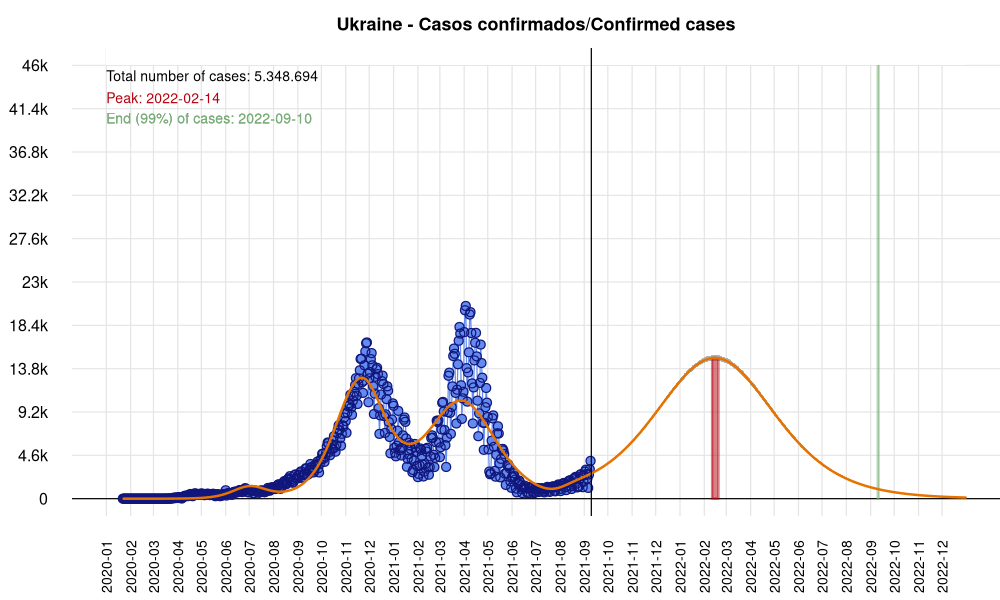 Ukraine - Casos confirmados/Confirmed cases
Total number of cases: 5.348.694
Peak: 2022-02-14
End (99%) of cases: 2022-09-10
46k
41.4k
36.8k
32.2k
27.6k
23k
18.4k
13.8k
9.2k
4.6k
0
2020-01
2020-02
2020-03
2020-04
2020-05
2020-06
2020-07
2020-08
2020-09
2020-10
2020-11
2020-12
2021-01
2021-02
2021-03
2021-04
2021-05
2021-06
2021-07
2021-08
2021-09
2021-10
2021-11
2021-12
2022-01
2022-02
2022-03
2022-04
2022-05
2022-06
2022-07
2022-08
2022-09
2022-10
2022-11
2022-12